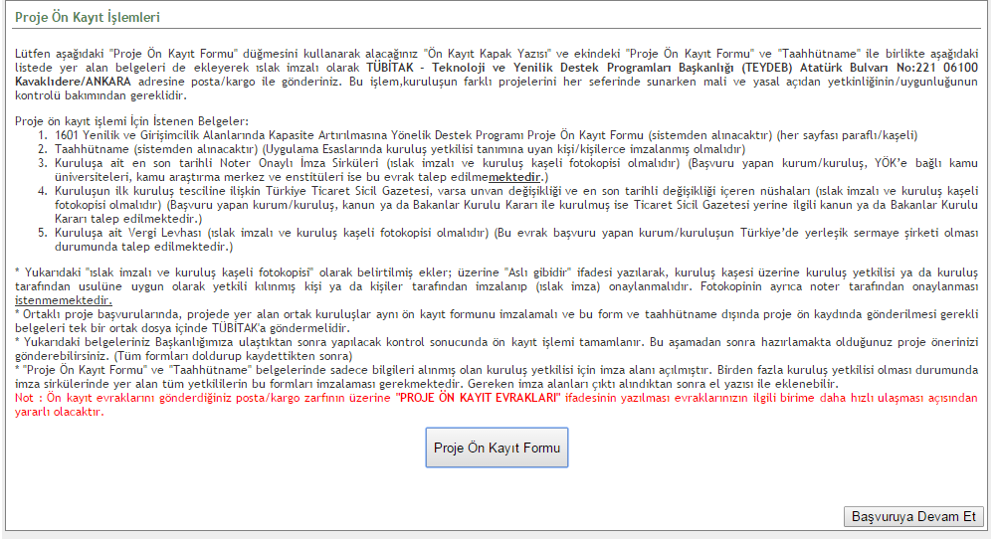 Proje Ön Kayıt İşlemleri
Lütfen aşağıdaki "Proje Ön Kayıt Formu" düğmesini kullanarak alacağınız "Ön Kayıt Kapak Yazısı" ve ekindeki "Proje Ön Kayıt Formu" ve "Taahhütname" ile birlikte aşağıdaki
listede yer alan belgeleri de ekleyerek ıslak imzalı olarak TÜBİTAK - Teknoloji ve Yenilik Destek Programları Başkanlığı (TEYDEB) Atatürk Bulvarı No:221 06100
Kavaklıdere/ANKARA adresine posta/kargo ile gönderiniz. Bu işlem,kuruluşun farklı projelerini her seferinde sunarken mali ve yasal açıdan yetkinliğinin/uygunluğunun
kontrolü bakımından gereklidir.
Proje ön kayıt işlemi İçin İstenen Belgeler:
1. 1601 Yenilik ve Girişimcilik Alanlarında Kapasite Artırılmasına Yönelik Destek Programı Proje Ön Kayıt Formu (sistemden alınacaktır) (her sayfası paraflı/kaşeli)
2. Taahhütname (sistemden alınacaktır) (Uygulama Esaslarında kuruluş yetkilisi tanımına uyan kişi/kişilerce imzalanmış olmalıdır)
3. Kuruluşa ait en son tarihli Noter Onaylı İmza Sirküleri (ıslak imzalı ve kuruluş kaşeli fotokopisi olmalıdır) (Başvuru yapan kurum/kuruluş, YÖK'e bağlı kamu
üniversiteleri, kamu araştırma merkez ve enstitüleri ise bu evrak talep edilmemektedir.)
4. Kuruluşun ilk kuruluş tesciline ilişkin Türkiye Ticaret Sicil Gazetesi, varsa unvan değişikliği ve en son tarihli değişikliği içeren nüshaları (ıslak imzalı ve kuruluş kaşeli
fotokopisi olmalıdır) (Başvuru yapan kurum/kuruluş, kanun ya da Bakanlar Kurulu Kararı ile kurulmuş ise Ticaret Sicil Gazetesi yerine ilgili kanun ya da Bakanlar Kurulu
Kararı talep edilmektedir.)
5. Kuruluşa ait Vergi Levhası (ıslak imzalı ve kuruluş kaşeli fotokopisi olmalıdır) (Bu evrak başvuru yapan kurum/kuruluşun Türkiye'de yerleşik sermaye şirketi olması
durumunda talep edilmektedir.)
* Yukarıdaki "ıslak imzalı ve kuruluş kaşeli fotokopisi" olarak belirtilmiş ekler; üzerine "Aslı gibidir" ifadesi yazılarak, kuruluş kaşesi üzerine kuruluş yetkilisi ya da kuruluş
tarafından usulüne uygun olarak yetkili kılınmış kişi ya da kişiler tarafından imzalanıp (ıslak imza) onaylanmalıdır. Fotokopinin ayrıca noter tarafından onaylanması
istenmemektedir.
* Ortaklı proje başvurularında, projede yer alan ortak kuruluşlar aynı ön kayıt formunu imzalamalı ve bu form ve taahhütname dışında proje ön kaydında gönderilmesi gerekli
belgeleri tek bir ortak dosya içinde TÜBİTAK'a göndermelidir.
* Yukarıdaki belgeleriniz Başkanlığımıza ulaştıktan sonra yapılacak kontrol sonucunda ön kayıt işlemi tamamlanır. Bu aşamadan sonra hazırlamakta olduğunuz proje önerinizi
gönderebilirsiniz. (Tüm formları doldurup kaydettikten sonra)
* "Proje Ön Kayıt Formu" ve "Taahhütname" belgelerinde sadece bilgileri alınmış olan kuruluş yetkilisi için imza alanı açılmıştır. Birden fazla kuruluş yetkilisi olması durumunda
imza sirkülerinde yer alan tüm yetkililerin bu formları imzalaması gerekmektedir. Gereken imza alanları çıktı alındıktan sonra el yazısı ile eklenebilir.
Not : Ön kayıt evraklarını gönderdiğiniz posta/kargo zarfının üzerine "PROJE ÖN KAYIT EVRAKLARI" ifadesinin yazılması evraklarınızın ilgili birime daha hızlı ulaşması açısından
yararlı olacaktır.
Proje Ön Kayıt Formu
Başvuruya Devam Et